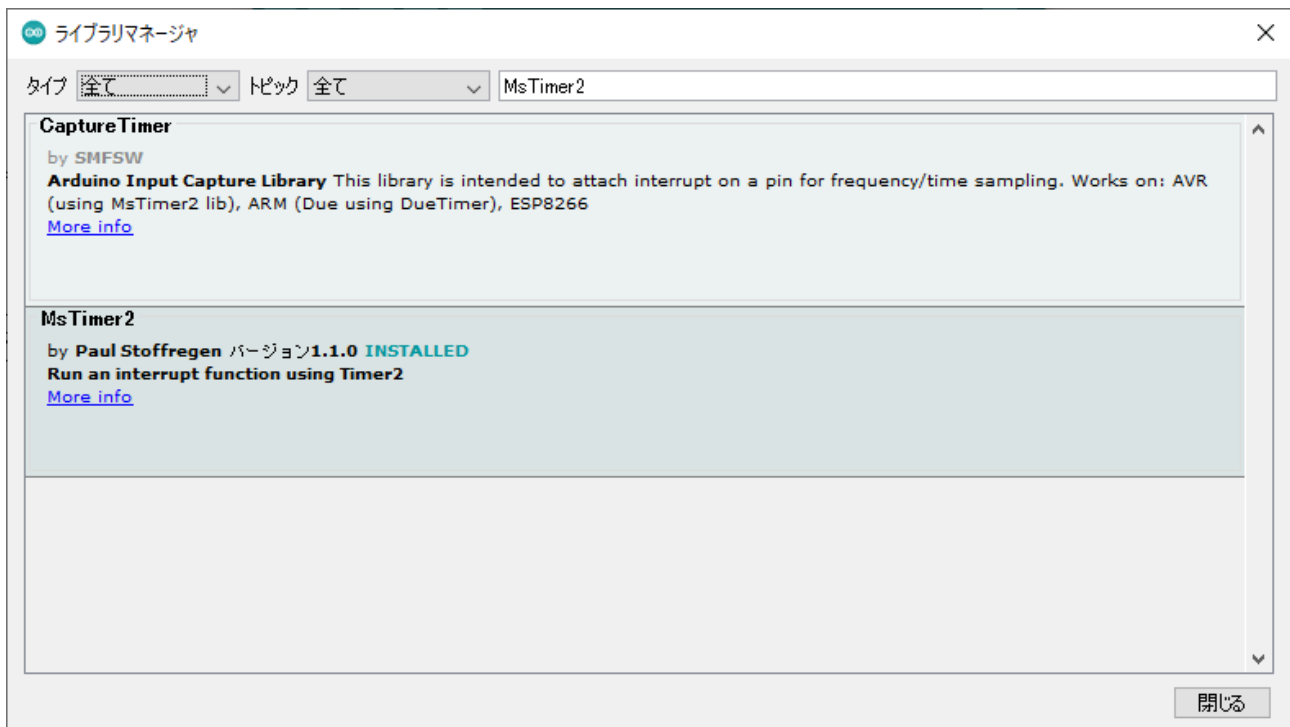 ライブラリマネージャ
タイプ 全て トピック 全て MsTimer2
CaptureTimer
by SMFSW
Arduino Input Capture Library This library is intended to attach interrupt on a pin for frequency/time sampling. Works on: AVR
(using MsTimer2 lib), ARM (Due using DueTimer), ESP8266
More info
MsTimer2
by Paul Stoffregen バージョン1.1.0 INSTALLED
Run an interrupt function using Timer2
More info
閉じる